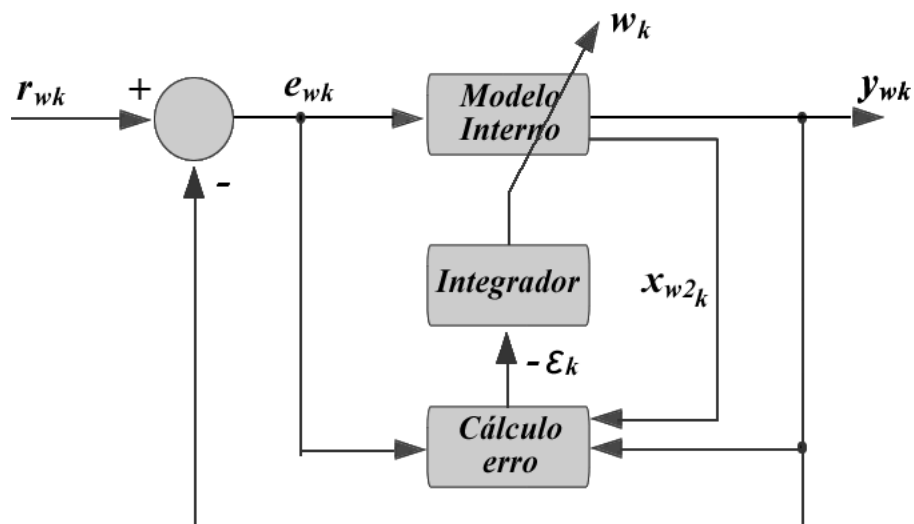 w_k
r_wk
+
e_wk
Modelo
Interno
y_wk
-
Integrador
x_w2_k
- ε_k
Cálculo
erro